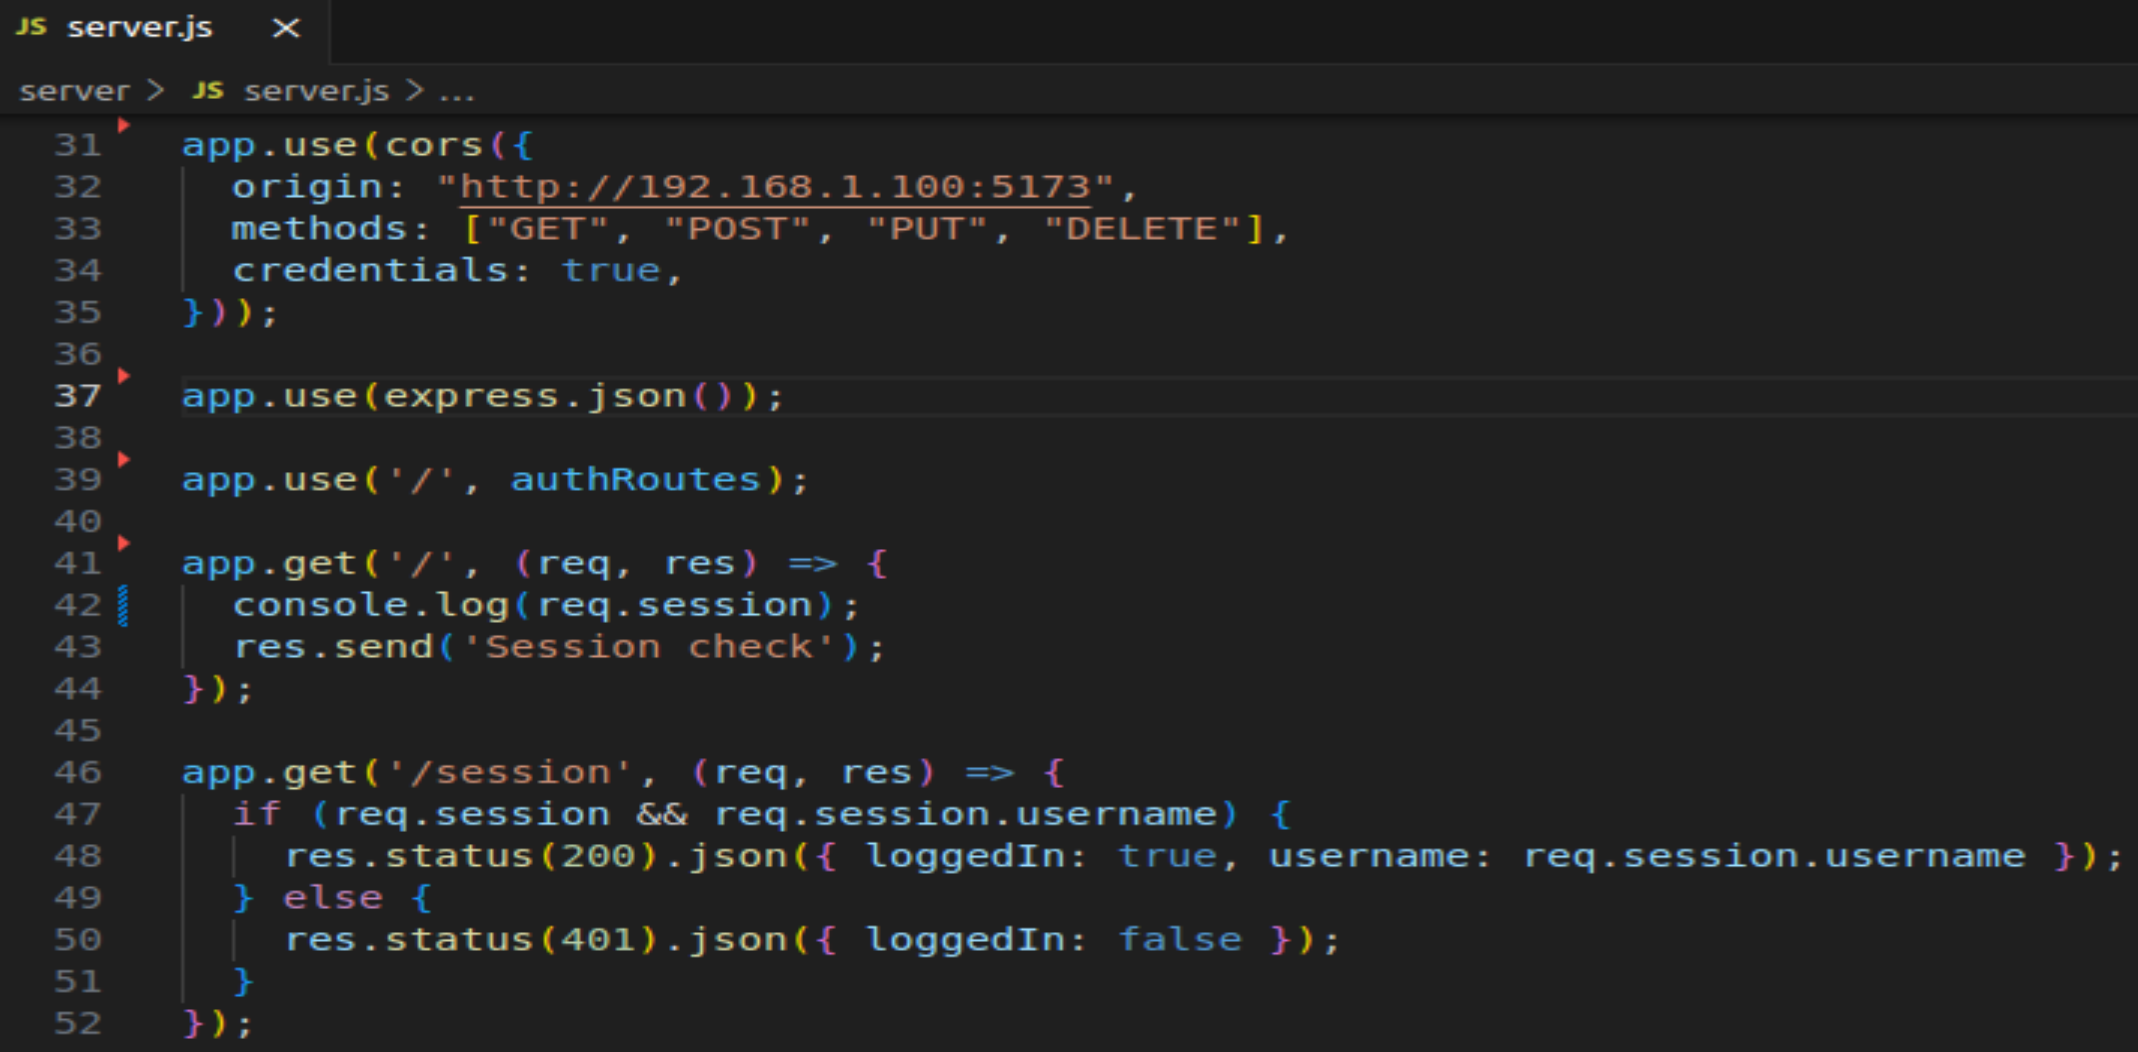 JS server.js ×
server > JS server.js > ...
31 app.use(cors({
32   origin: "http://192.168.1.100:5173",
33   methods: ["GET", "POST", "PUT", "DELETE"],
34   credentials: true,
35 }));
36
37 app.use(express.json());
38
39 app.use('/', authRoutes);
40
41 app.get('/', (req, res) => {
42   console.log(req.session);
43   res.send('Session check');
44 });
45
46 app.get('/session', (req, res) => {
47   if (req.session && req.session.username) {
48     res.status(200).json({ loggedIn: true, username: req.session.username });
49   } else {
50     res.status(401).json({ loggedIn: false });
51   }
52 });